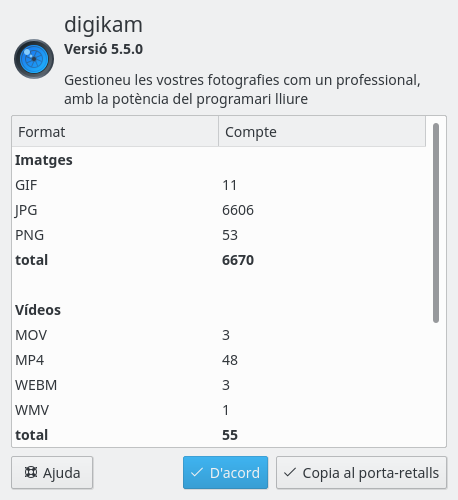 digikam
Versió 5.5.0
Gestioneu les vostres fotografies com un professional,
amb la potència del programari lliure
Format Compte
Imatges
GIF 11
JPG 6606
PNG 53
total 6670
Vídeos
MOV 3
MP4 48
WEBM 3
WMV 1
total 55
Ajuda D'acord Copia al porta-retalls